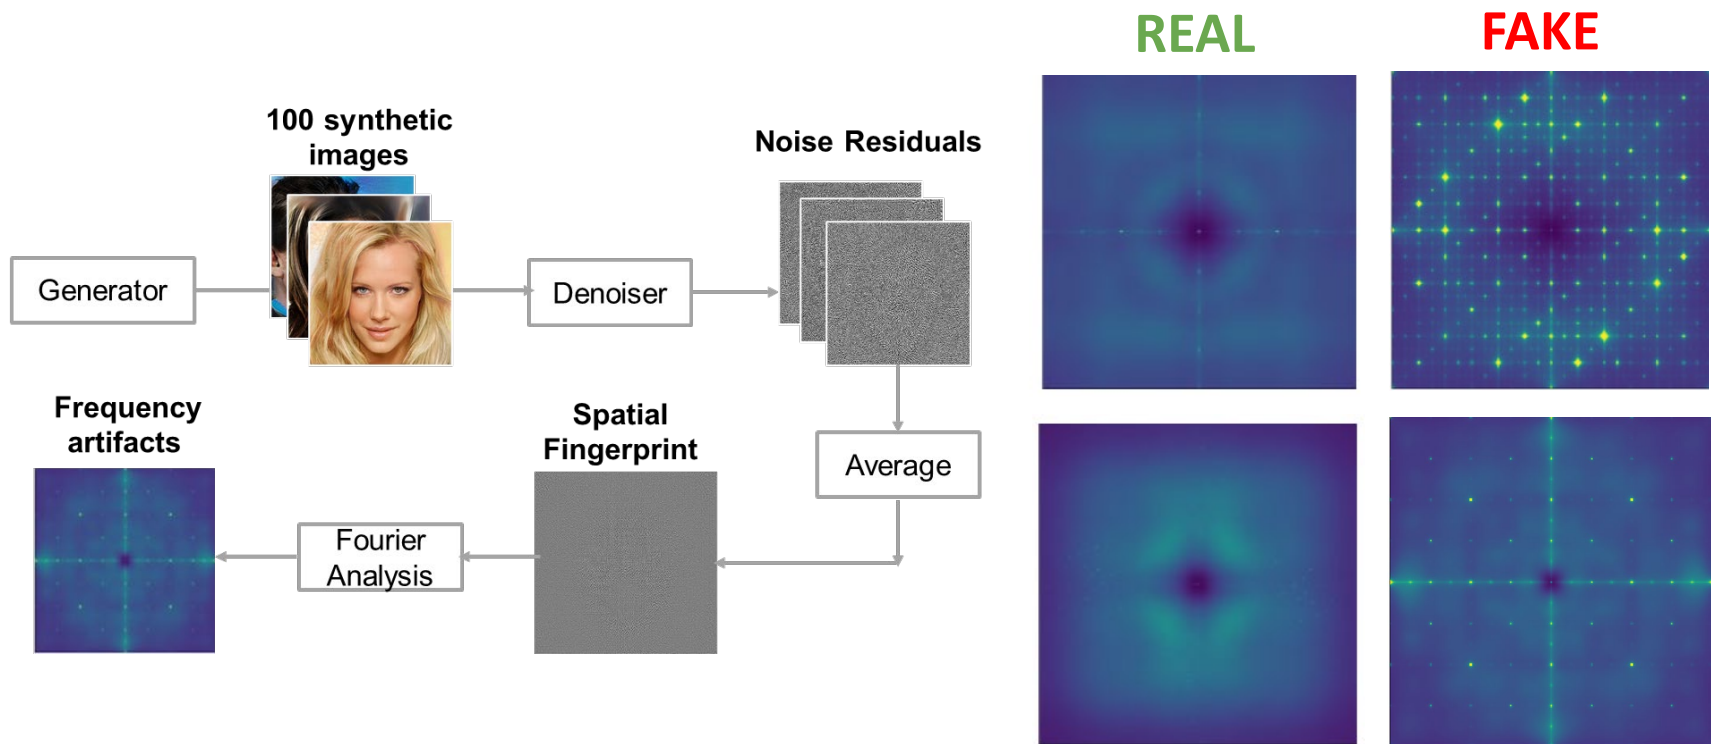 REAL
FAKE
100 synthetic
images
Noise Residuals
Generator
Denoiser
Frequency
artifacts
Spatial
Fingerprint
Average
Fourier
Analysis